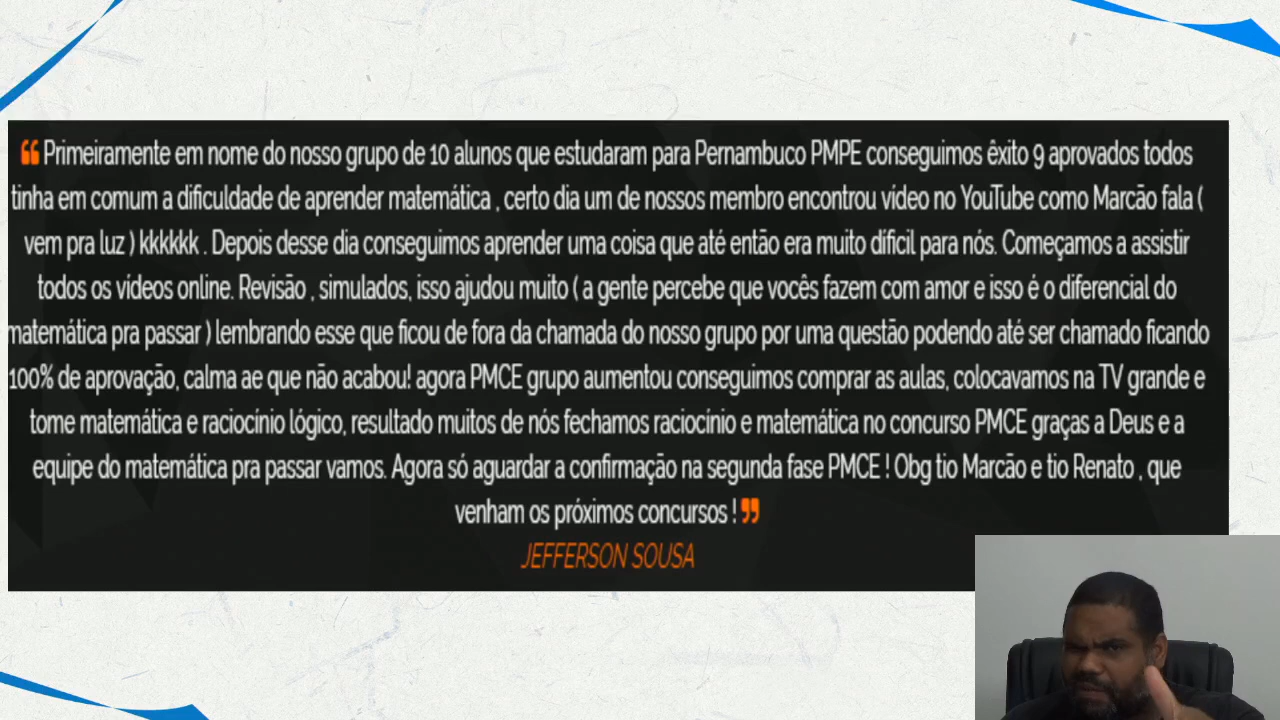 “ Primeiramente em nome do nosso grupo de 10 alunos que estudaram para Pernambuco PMPE conseguimos êxito 9 aprovados todos
tinha em comum a dificuldade de aprender matemática , certo dia um de nossos membro encontrou vídeo no YouTube como Marcão fala (
vem pra luz ) kkkkkk . Depois desse dia conseguimos aprender uma coisa que até então era muito difícil para nós. Começamos a assistir
todos os vídeos online. Revisão , simulados, isso ajudou muito ( a gente percebe que vocês fazem com amor e isso é o diferencial do
matemática pra passar ) lembrando esse que ficou de fora da chamada do nosso grupo por uma questão podendo até ser chamado ficando
100% de aprovação, calma ae que não acabou! agora PMCE grupo aumentou conseguimos comprar as aulas, colocavamos na TV grande e
tome matemática e raciocínio lógico, resultado muitos de nós fechamos raciocínio e matemática no concurso PMCE graças a Deus e a
equipe do matemática pra passar vamos. Agora só aguardar a confirmação na segunda fase PMCE ! Obg tio Marcão e tio Renato , que
venham os próximos concursos ! ”
JEFFERSON SOUSA